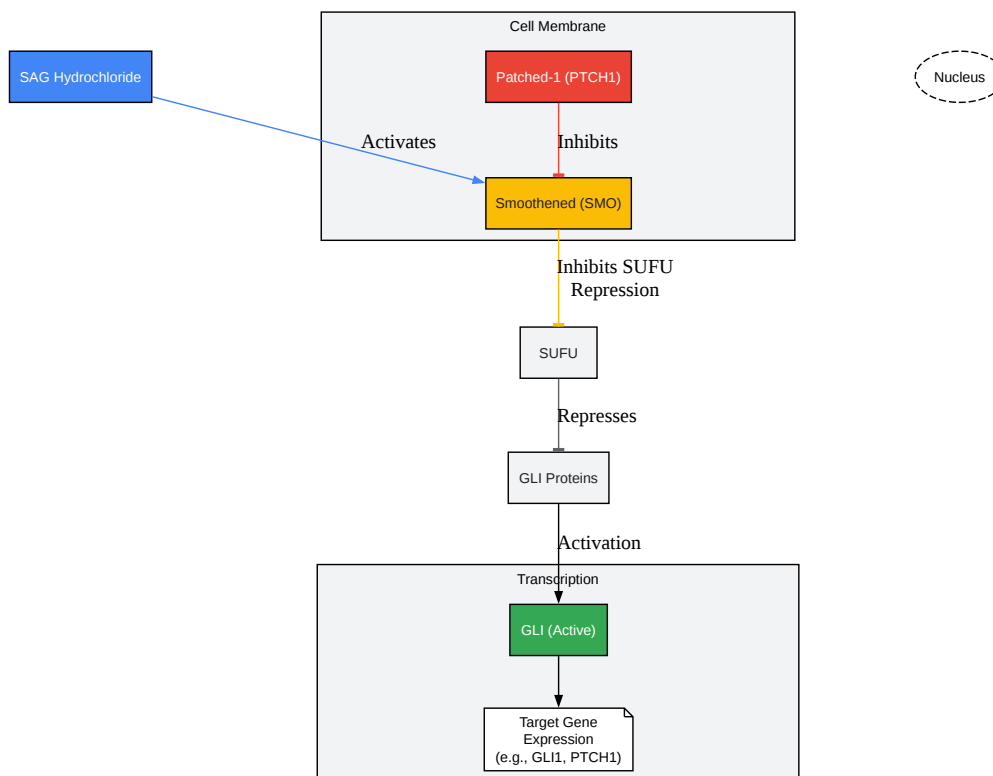 Cell Membrane
SAG Hydrochloride
Patched-1 (PTCH1)
Nucleus
Activates
Inhibits
Smoothened (SMO)
Inhibits SUFU
Repression
SUFU
Represses
GLI Proteins
Activation
Transcription
GLI (Active)
Target Gene
Expression
(e.g., GLI1, PTCH1)